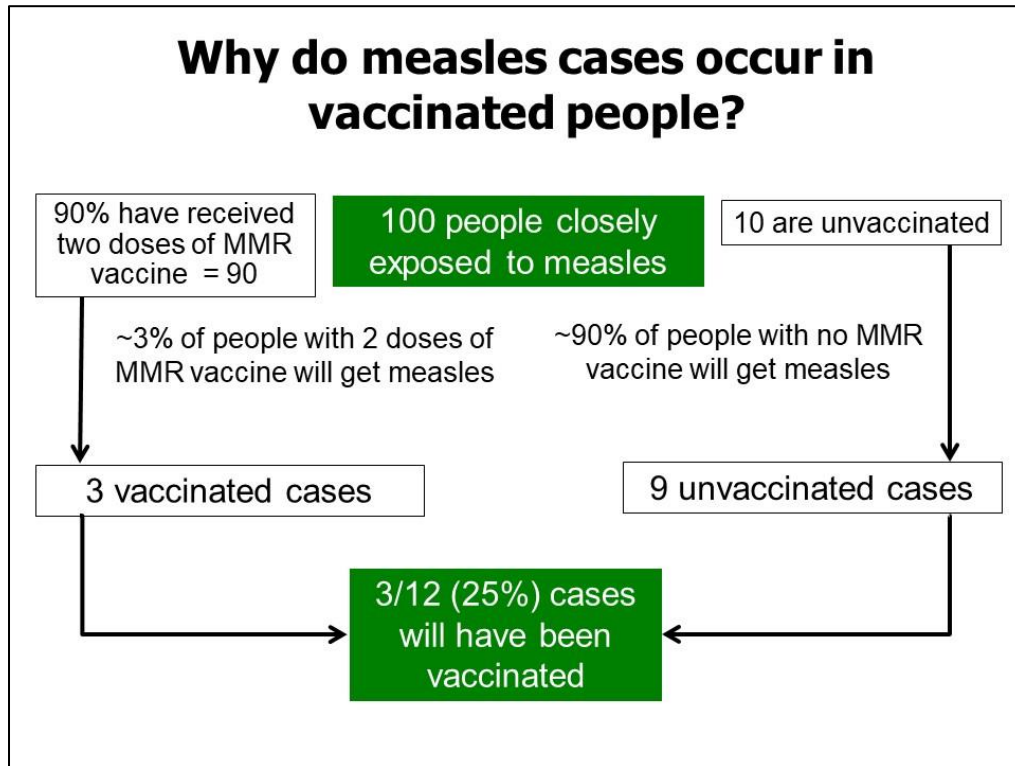 Why do measles cases occur in
vaccinated people?
90% have received
two doses of MMR
vaccine = 90
100 people closely
exposed to measles
10 are unvaccinated
~3% of people with 2 doses of
MMR vaccine will get measles
~90% of people with no MMR
vaccine will get measles
3 vaccinated cases
9 unvaccinated cases
3/12 (25%) cases
will have been
vaccinated